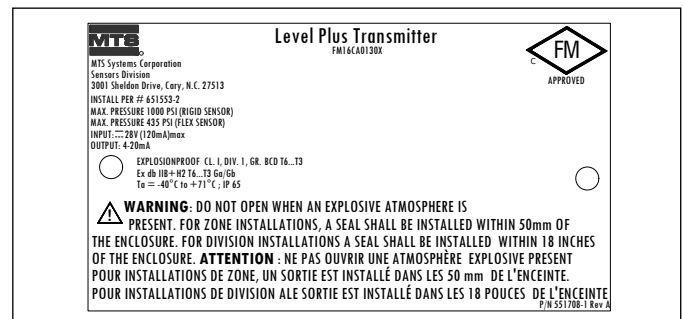 MTS
Level Plus Transmitter
FM16CA0130X
C FM
APPROVED
MTS Systems Corporation
Sensors Division
3001 Sheldon Drive, Cary, N.C. 27513
INSTALL PER # 651553-2
MAX. PRESSURE 1000 PSI (RIGID SENSOR)
MAX. PRESSURE 435 PSI (FLEX SENSOR)
INPUT: ⎓ 28V (120mA)max
OUTPUT: 4-20mA
EXPLOSIONPROOF CL. I, DIV. 1, GR. BCD T6...T3
Ex db IIB+H2 T6...T3 Ga/Gb
Ta = -40°C to +71°C ; IP 65
WARNING: DO NOT OPEN WHEN AN EXPLOSIVE ATMOSPHERE IS
PRESENT. FOR ZONE INSTALLATIONS, A SEAL SHALL BE INSTALLED WITHIN 50mm OF
THE ENCLOSURE. FOR DIVISION INSTALLATIONS A SEAL SHALL BE INSTALLED WITHIN 18 INCHES
OF THE ENCLOSURE. ATTENTION : NE PAS OUVRIR UNE ATMOSPHÈRE EXPLOSIVE PRESENT
POUR INSTALLATIONS DE ZONE, UN SORTIE EST INSTALLÉ DANS LES 50 mm DE L'ENCEINTE.
POUR INSTALLATIONS DE DIVISION ALE SORTIE EST INSTALLÉ DANS LES 18 POUCES DE L'ENCEINTE
P/N 551708-1 Rev A